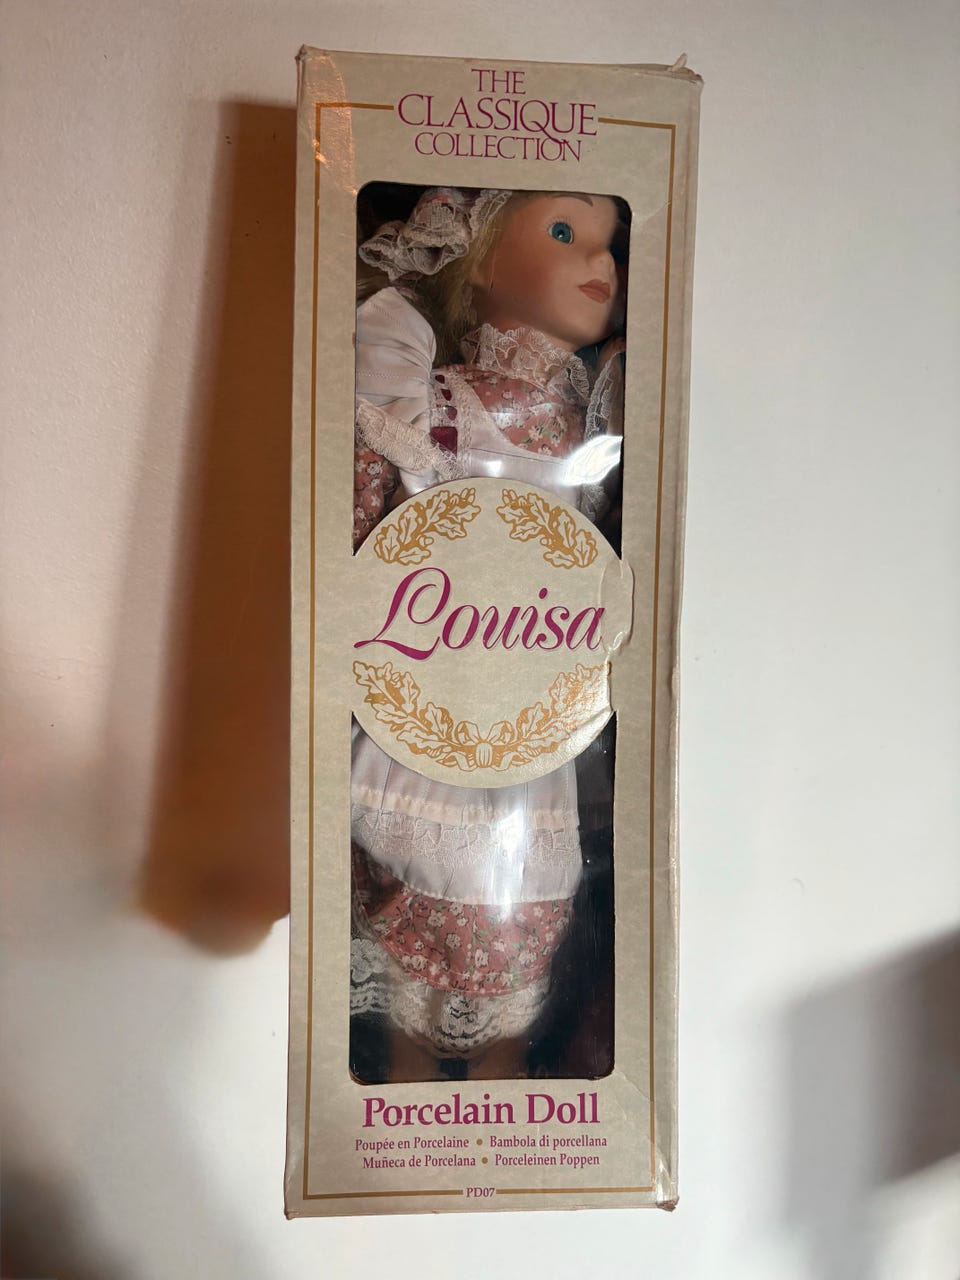 THE
CLASSIQUE
COLLECTION
Louisa
Porcelain Doll
Poupée en Porcelaine • Bambola di porcellana
Muñeca de Porcelana • Porceleinen Poppen
PD07